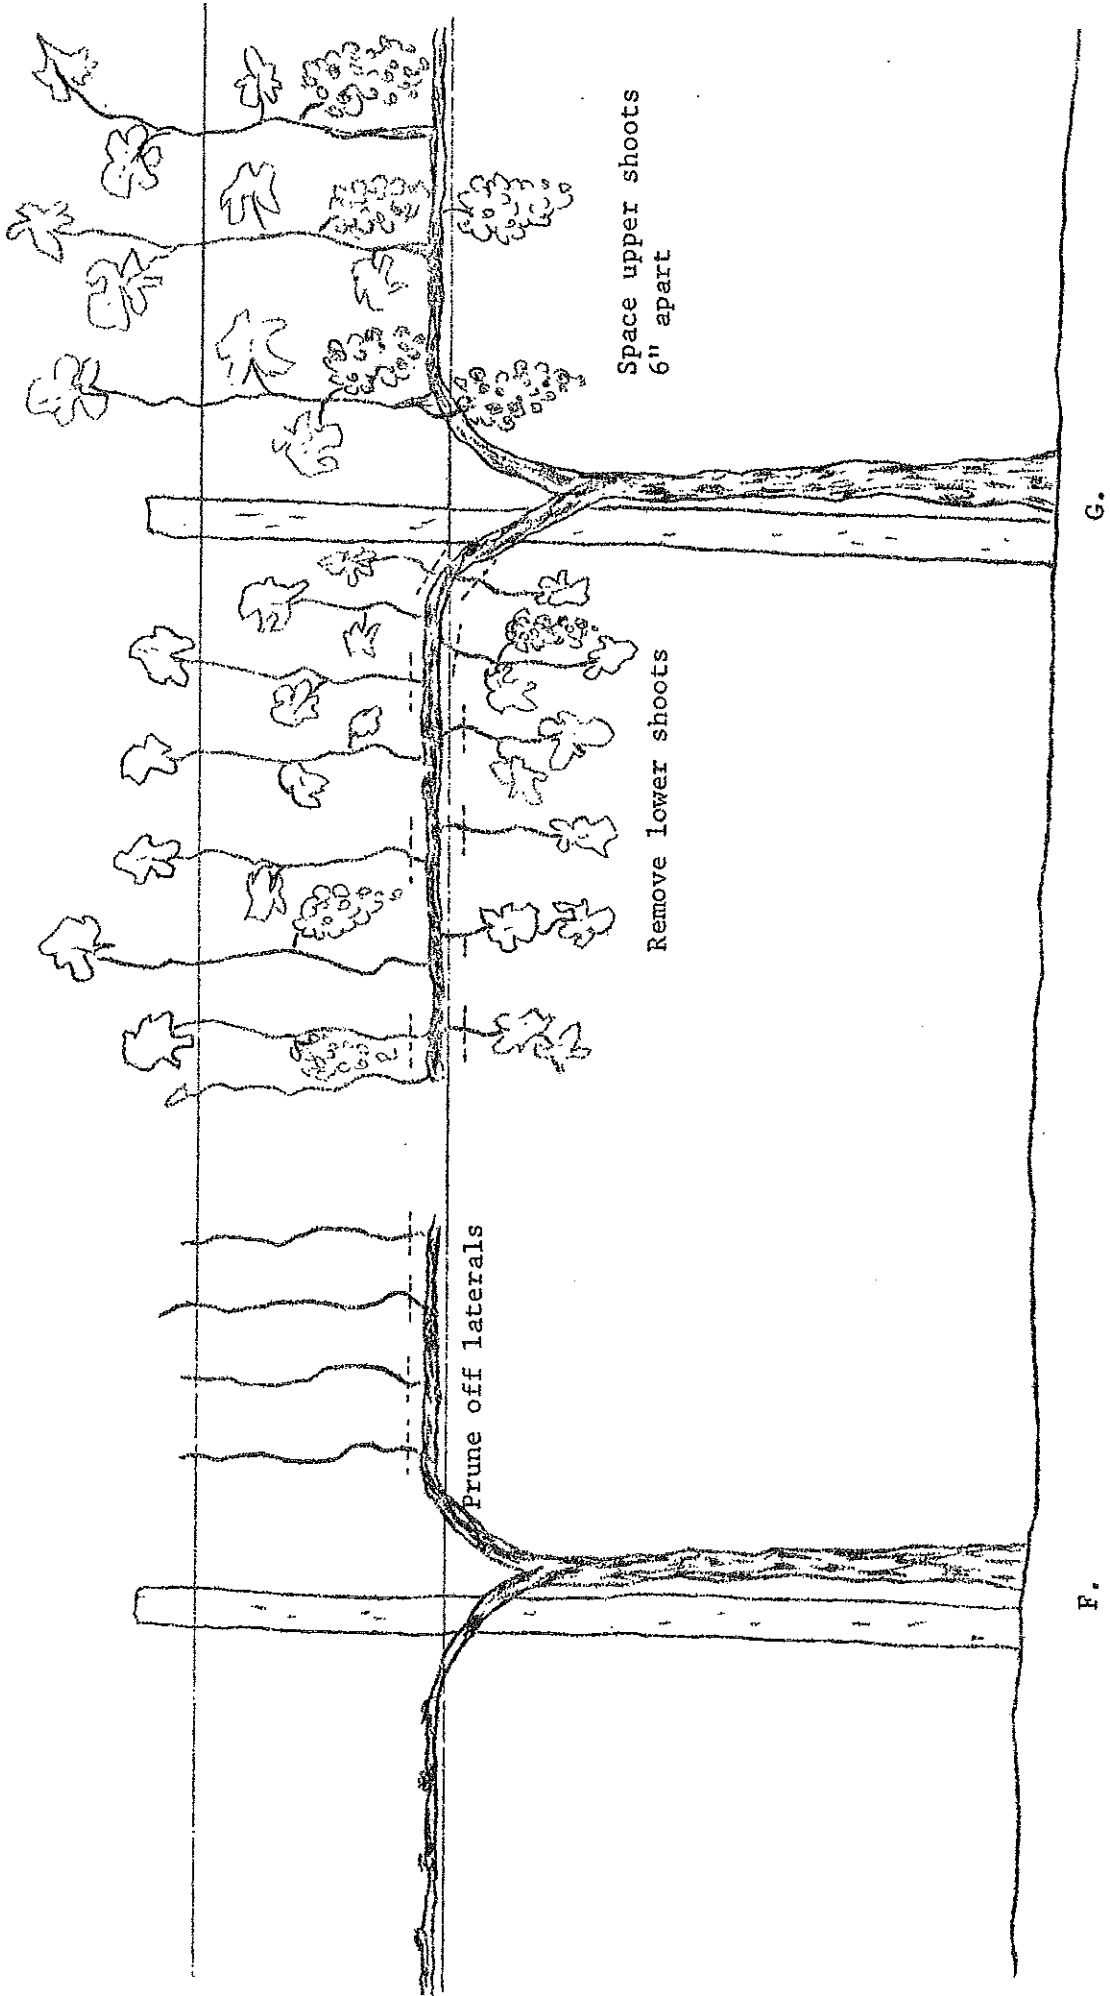 Prune off laterals
Remove lower shoots
Space upper shoots
6" apart
F.
G.